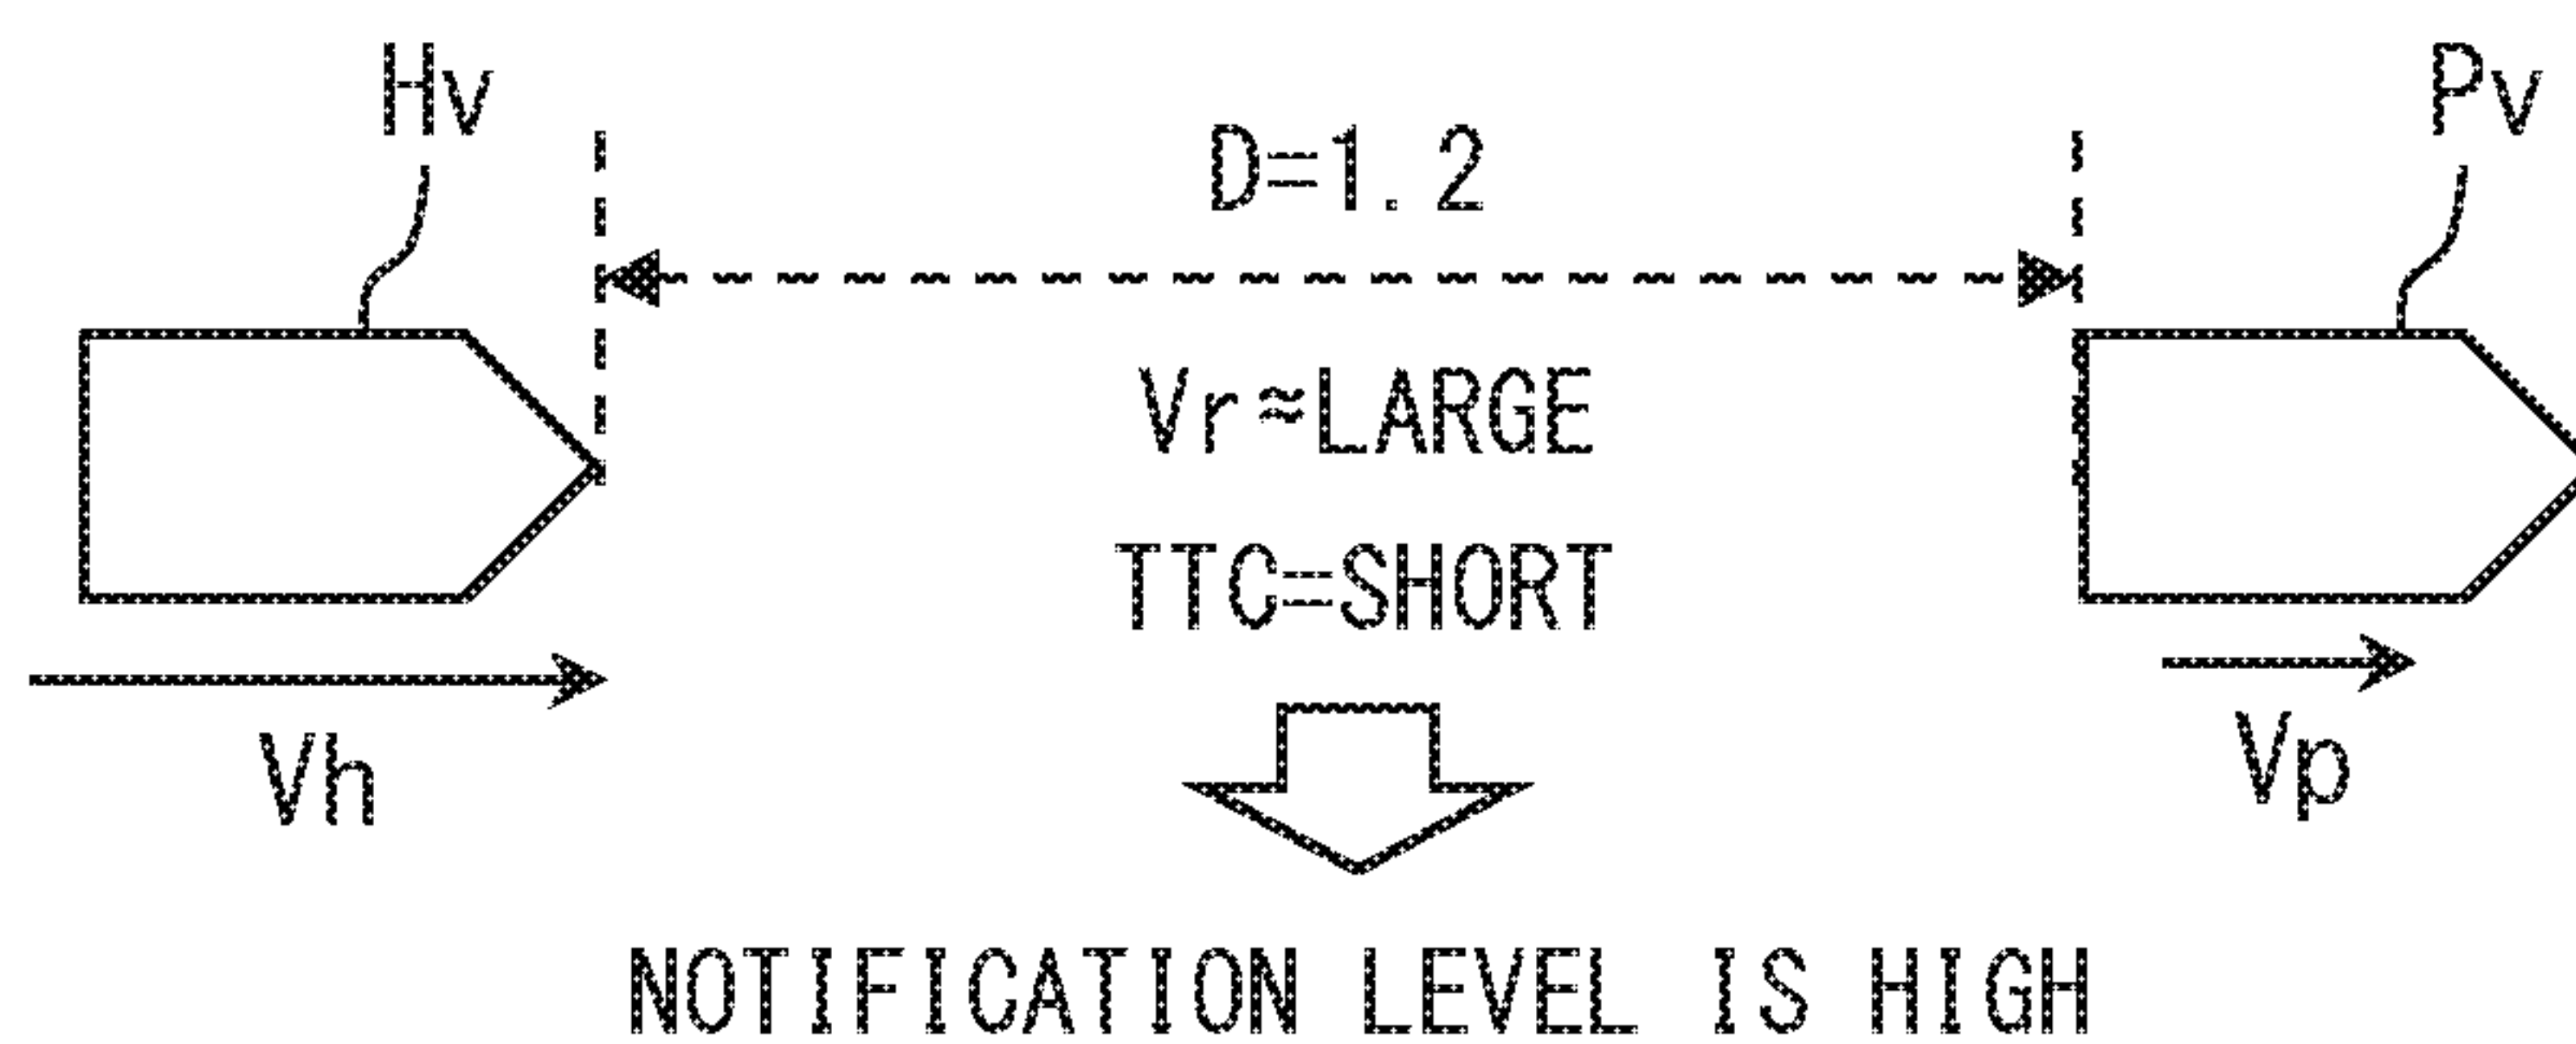 Hv
Pv
D=1.2
Vr≈LARGE
TTC=SHORT
Vh
Vp
NOTIFICATION LEVEL IS HIGH